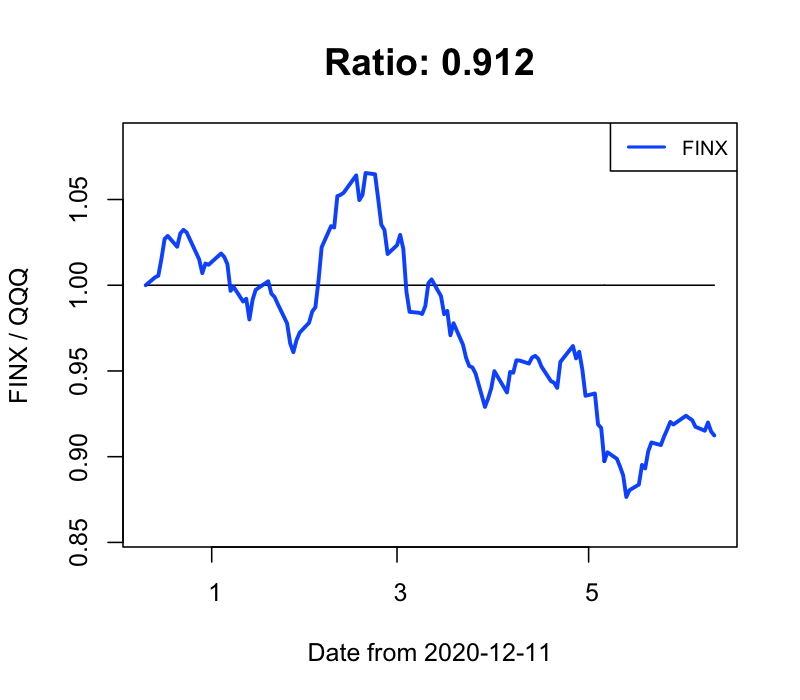 Ratio: 0.912
FINX
FINX / QQQ
1.05
1.00
0.95
0.90
0.85
1 3 5
Date from 2020-12-11